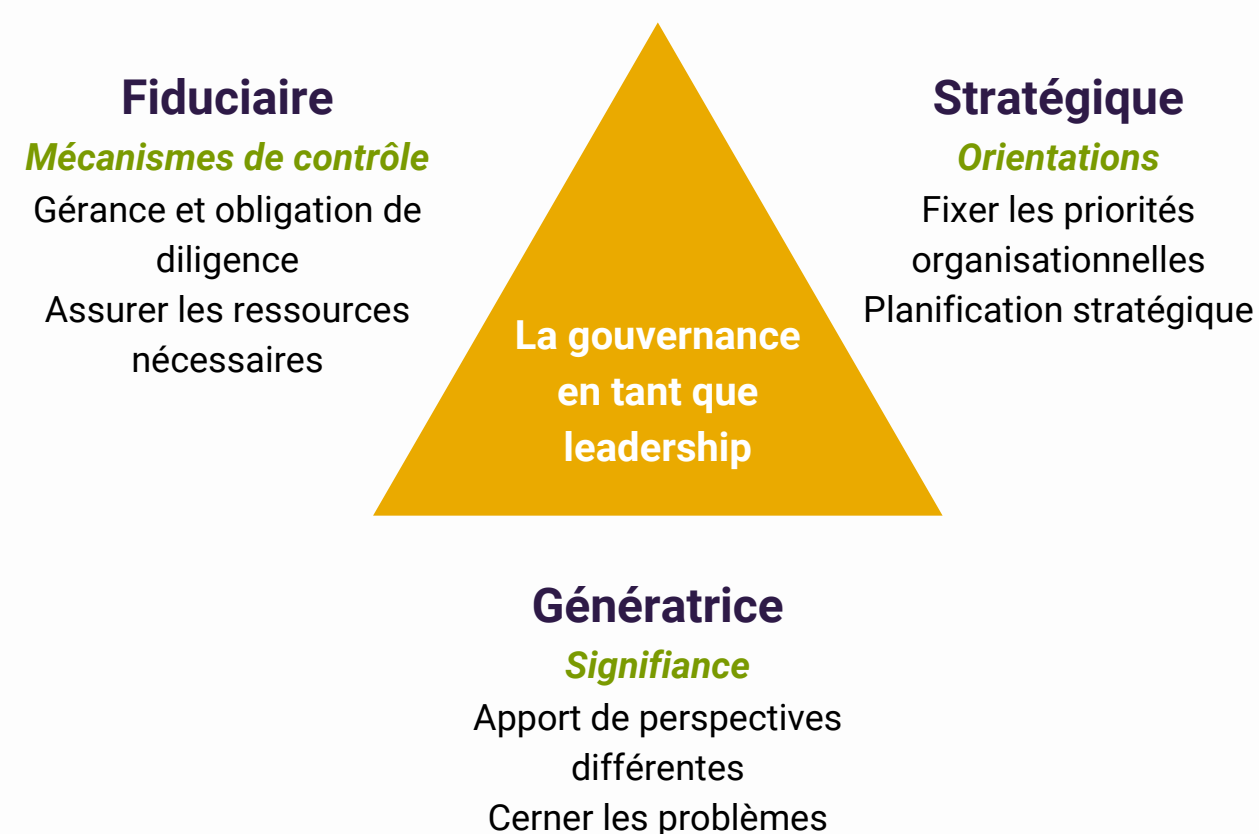 Fiduciaire
Mécanismes de contrôle
Gérance et obligation de
diligence
Assurer les ressources
nécessaires
Stratégique
Orientations
Fixer les priorités
organisationnelles
Planification stratégique
La gouvernance
en tant que
leadership
Génératrice
Signifiance
Apport de perspectives
différentes
Cerner les problèmes